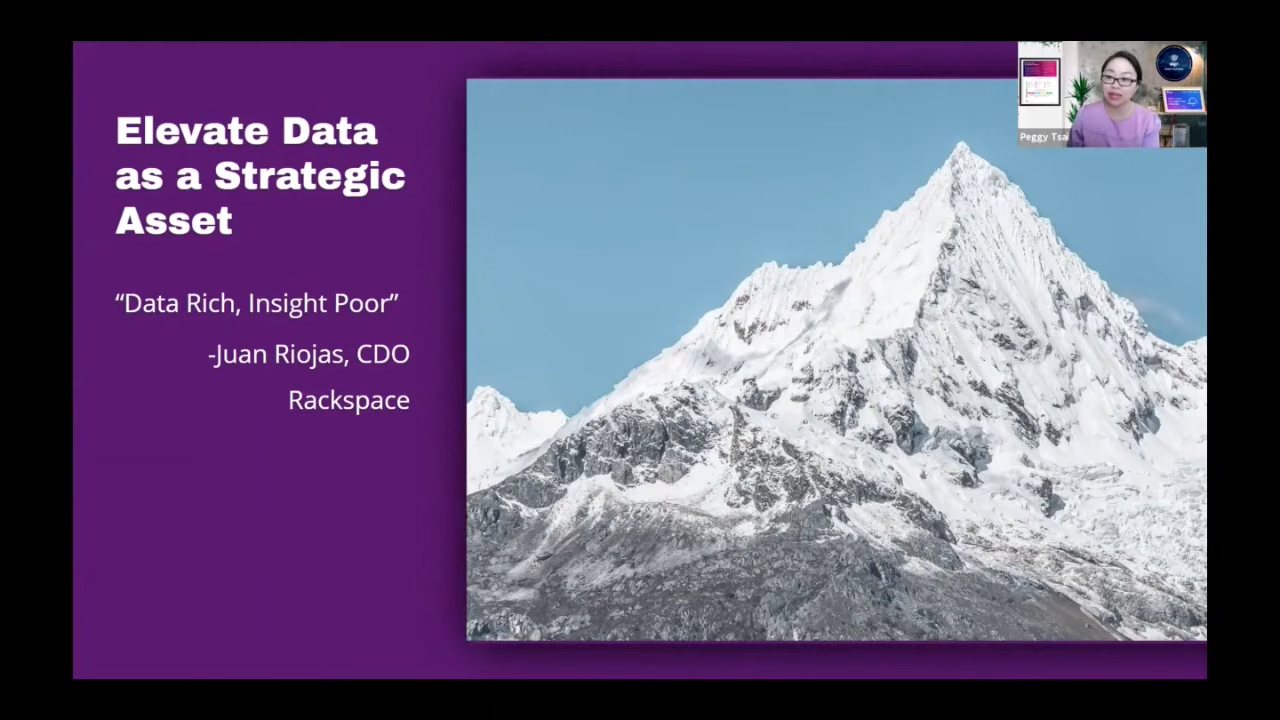 Elevate Data
as a Strategic
Asset
“Data Rich, Insight Poor”
-Juan Riojas, CDO
Rackspace
Peggy Tsai